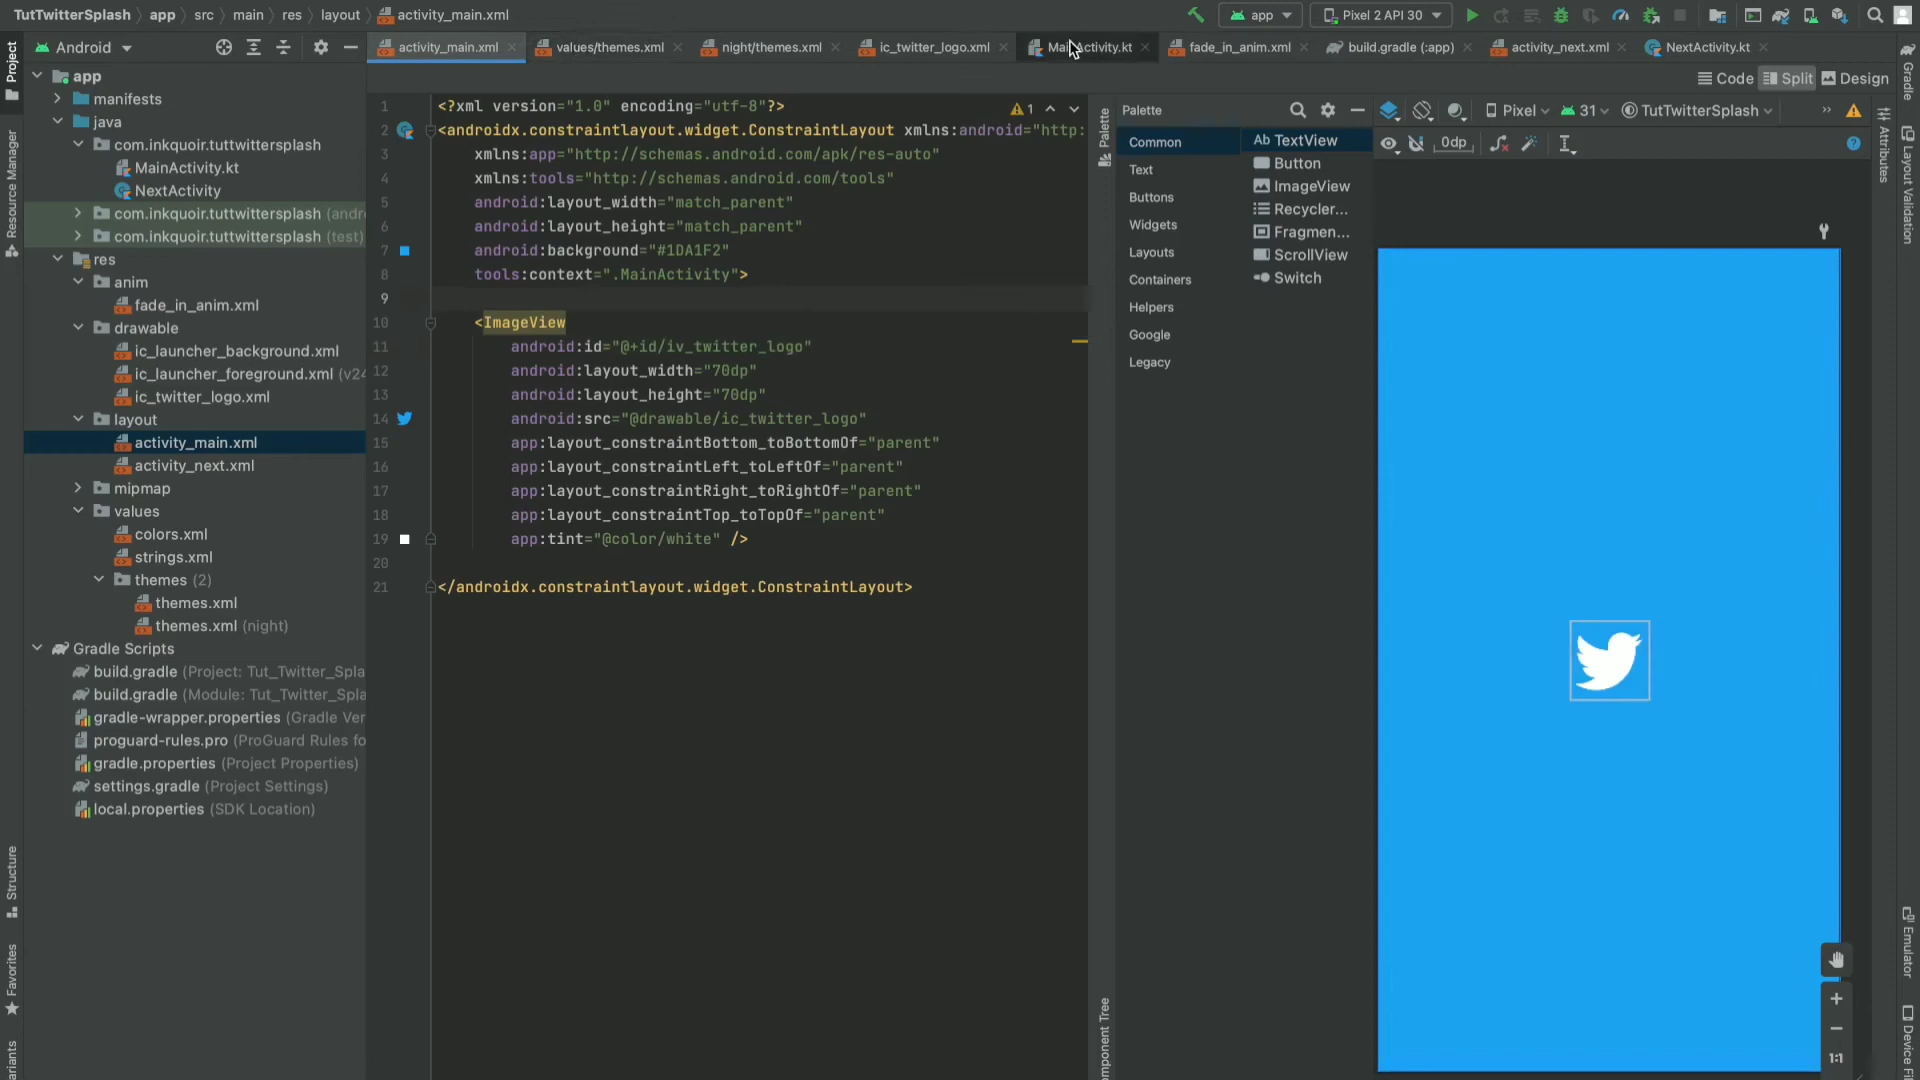 TutTwitterSplash app src main res layout activity_main.xml
app Pixel 2 API 30
Android
activity_main.xml values/themes.xml night/themes.xml ic_twitter_logo.xml MainActivity.kt fade_in_anim.xml build.gradle (:app) activity_next.xml NextActivity.kt
Code Split Design
Project
Resource Manager
Structure
Favorites
app
manifests
java
com.inkquoir.tuttwittersplash
MainActivity.kt
NextActivity
com.inkquoir.tuttwittersplash (andr
com.inkquoir.tuttwittersplash (test)
res
anim
fade_in_anim.xml
drawable
ic_launcher_background.xml
ic_launcher_foreground.xml (v24
ic_twitter_logo.xml
layout
activity_main.xml
activity_next.xml
mipmap
values
colors.xml
strings.xml
themes (2)
themes.xml
themes.xml (night)
Gradle Scripts
build.gradle (Project: Tut_Twitter_Spla
build.gradle (Module: Tut_Twitter_Spla
gradle-wrapper.properties (Gradle Ver
proguard-rules.pro (ProGuard Rules fo
gradle.properties (Project Properties)
settings.gradle (Project Settings)
local.properties (SDK Location)
1 <?xml version="1.0" encoding="utf-8"?>
2 <androidx.constraintlayout.widget.ConstraintLayout xmlns:android="http:
3 xmlns:app="http://schemas.android.com/apk/res-auto"
4 xmlns:tools="http://schemas.android.com/tools"
5 android:layout_width="match_parent"
6 android:layout_height="match_parent"
7 android:background="#1DA1F2"
8 tools:context=".MainActivity">
9
10 <ImageView
11 android:id="@+id/iv_twitter_logo"
12 android:layout_width="70dp"
13 android:layout_height="70dp"
14 android:src="@drawable/ic_twitter_logo"
15 app:layout_constraintBottom_toBottomOf="parent"
16 app:layout_constraintLeft_toLeftOf="parent"
17 app:layout_constraintRight_toRightOf="parent"
18 app:layout_constraintTop_toTopOf="parent"
19 app:tint="@color/white" />
20
21 </androidx.constraintlayout.widget.ConstraintLayout>
1
Palette
Palette
Common
Text
Buttons
Widgets
Layouts
Containers
Helpers
Google
Legacy
Ab TextView
Button
ImageView
Recycler...
Fragmen...
ScrollView
Switch
Pixel 31 TutTwitterSplash
0dp
1:1
Gradle
Attributes
Layout Validation
Emulator